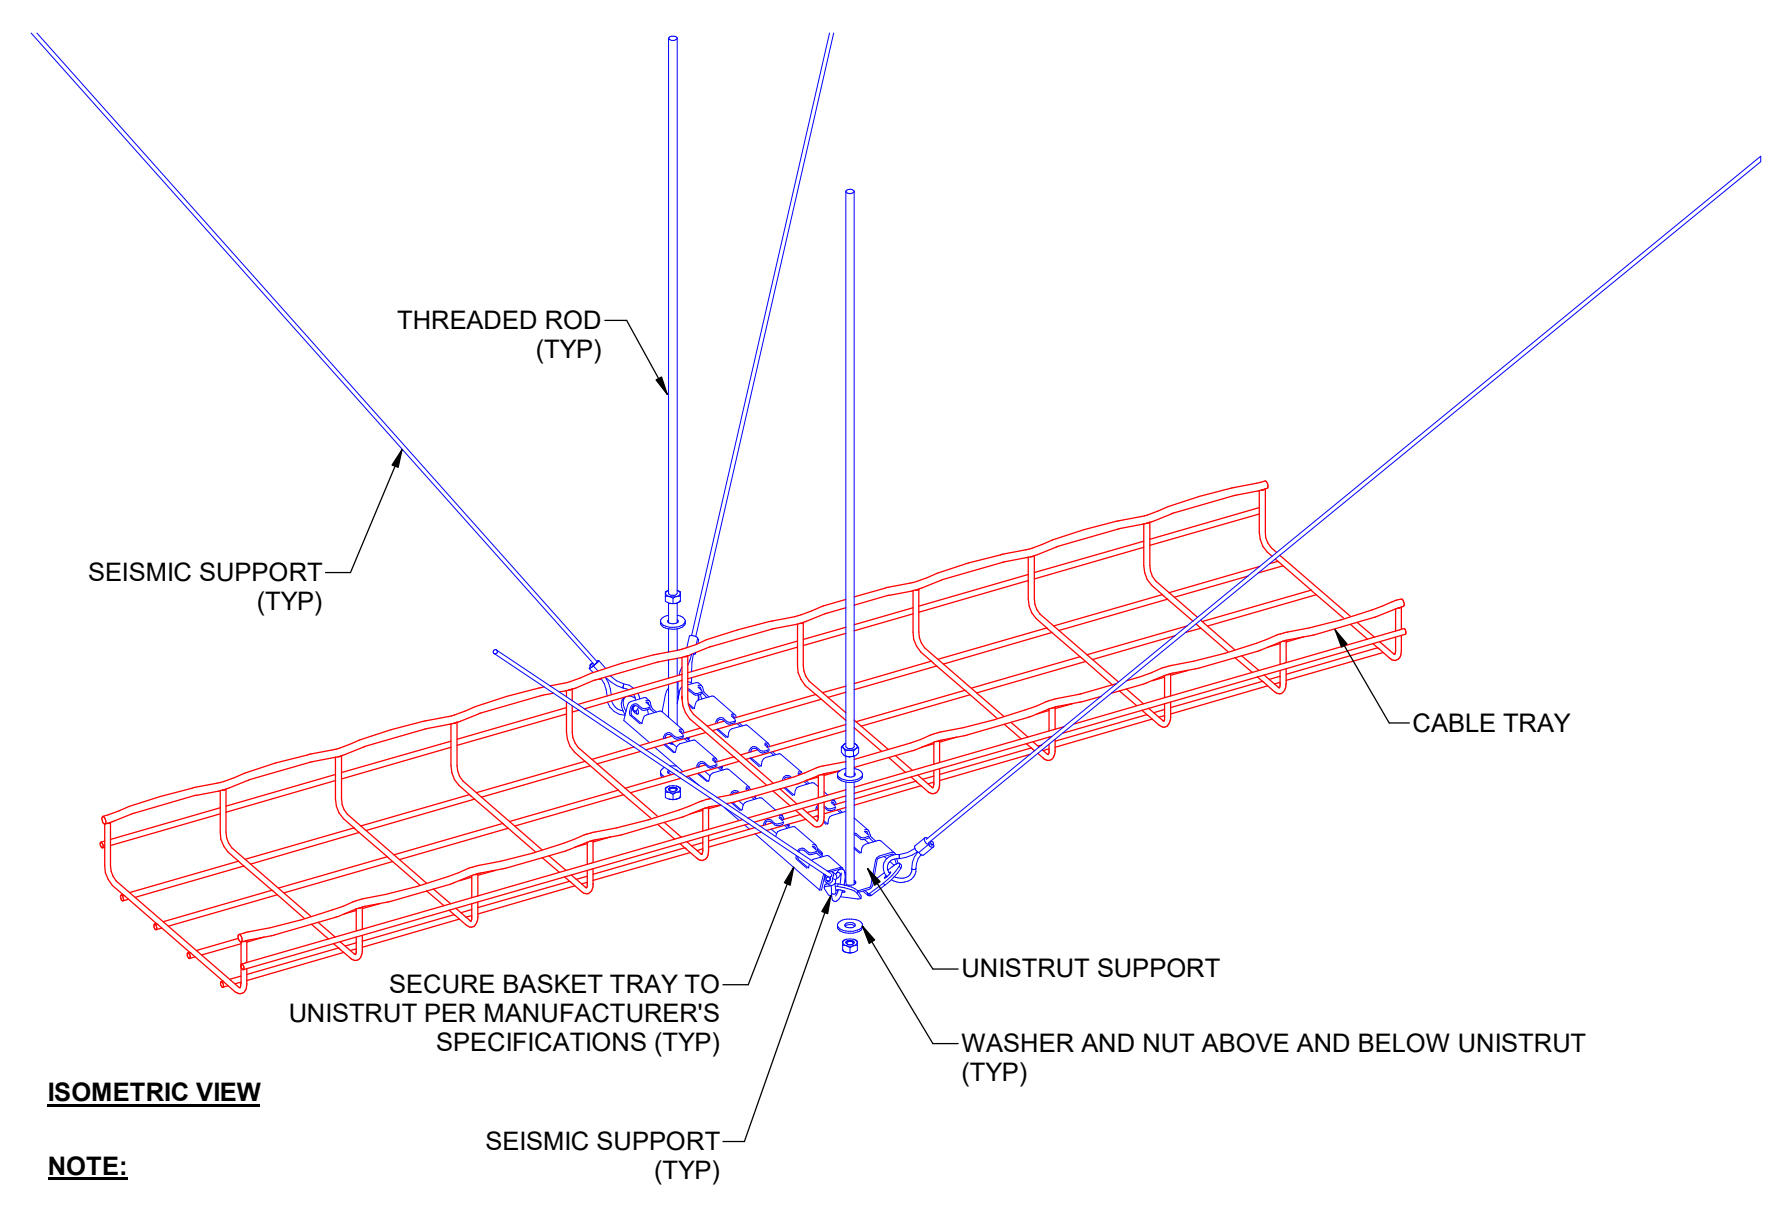 THREADED ROD
(TYP)
SEISMIC SUPPORT
(TYP)
CABLE TRAY
SECURE BASKET TRAY TO
UNISTRUT PER MANUFACTURER'S
SPECIFICATIONS (TYP)
UNISTRUT SUPPORT
WASHER AND NUT ABOVE AND BELOW UNISTRUT
(TYP)
SEISMIC SUPPORT
(TYP)
ISOMETRIC VIEW
NOTE: